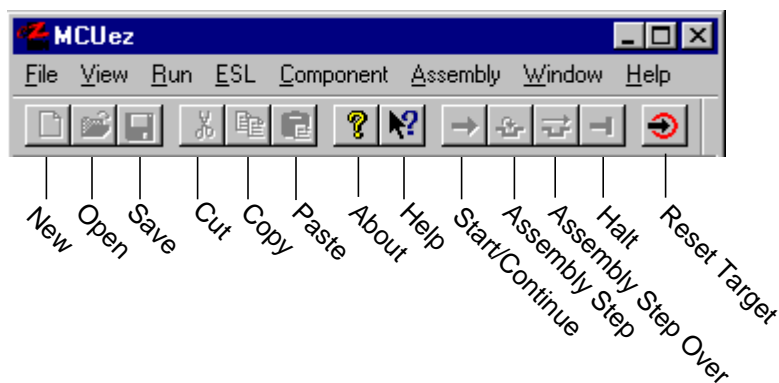 MCUez
File View Run ESL Component Assembly Window Help
New
Open
Save
Cut
Copy
Paste
About
Help
Start/Continue
Assembly Step
Assembly Step Over
Halt
Reset Target